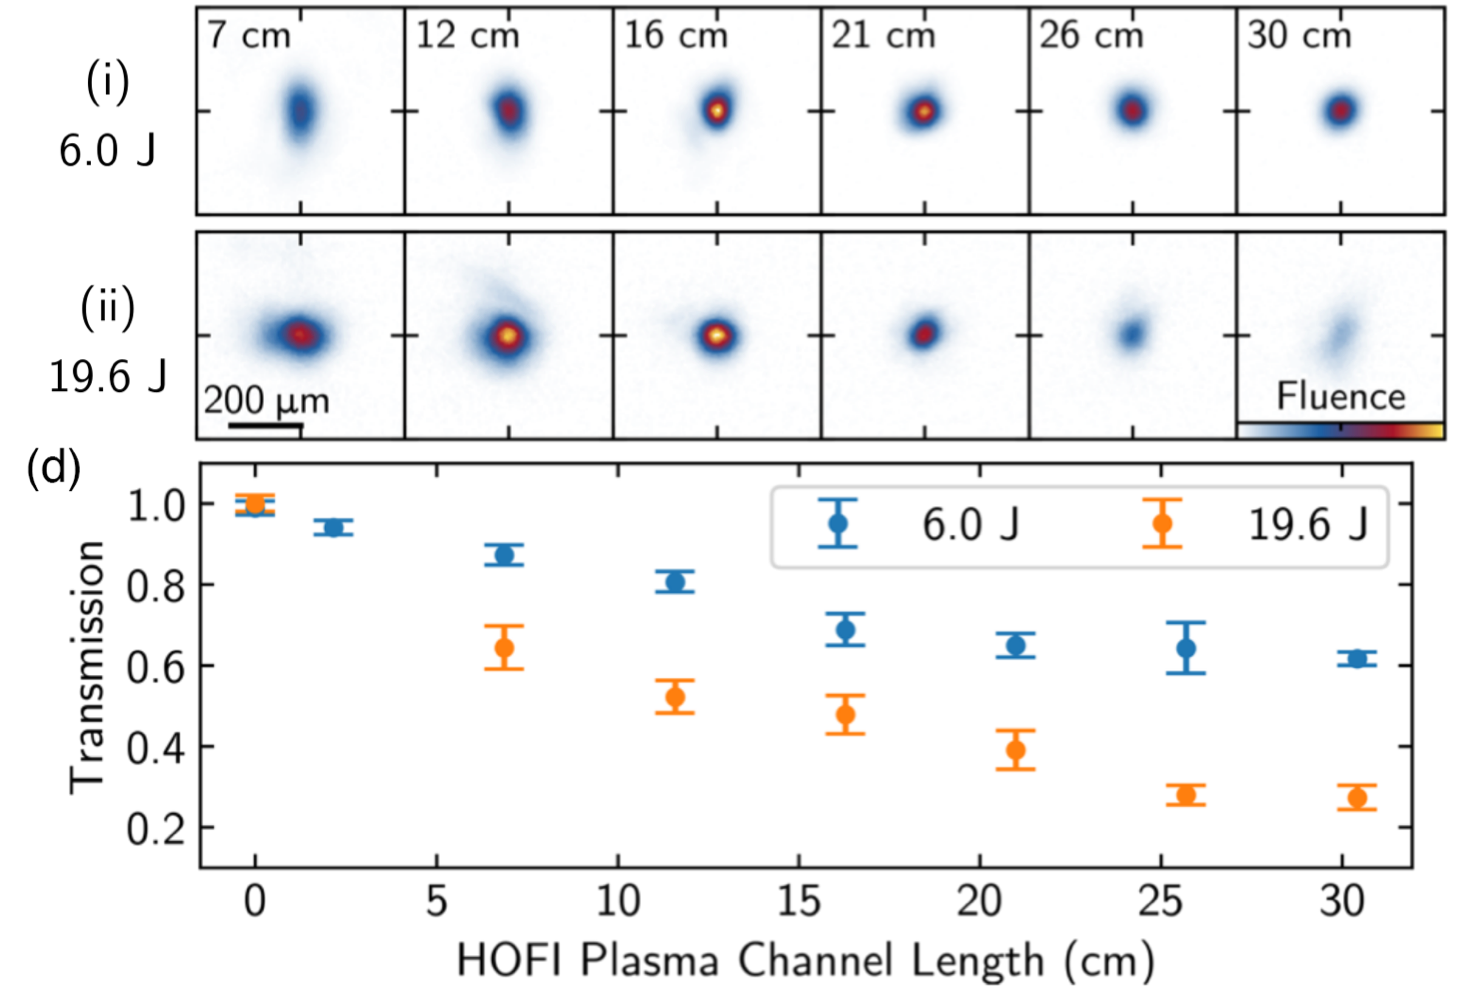 7 cm 12 cm 16 cm 21 cm 26 cm 30 cm
(i)
6.0 J
(ii)
19.6 J
200 μm
Fluence
(d)
6.0 J 19.6 J
Transmission
1.0
0.8
0.6
0.4
0.2
0 5 10 15 20 25 30
HOFI Plasma Channel Length (cm)